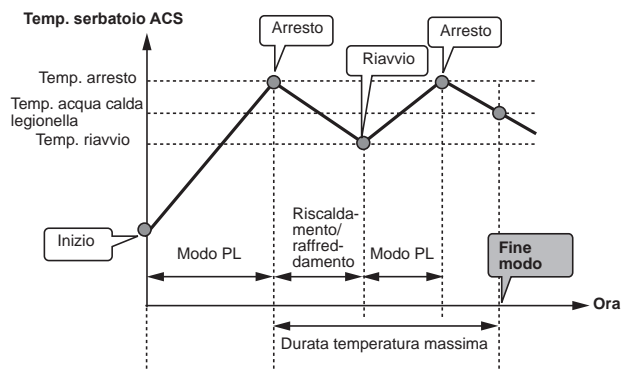 Temp. serbatoio ACS
Arresto
Arresto
Riavvio
Temp. arresto
Temp. acqua calda
legionella
Temp. riavvio
Inizio
Modo PL
Riscalda-
mento/
raffred-
damento
Modo PL
Fine
modo
Ora
Durata temperatura massima